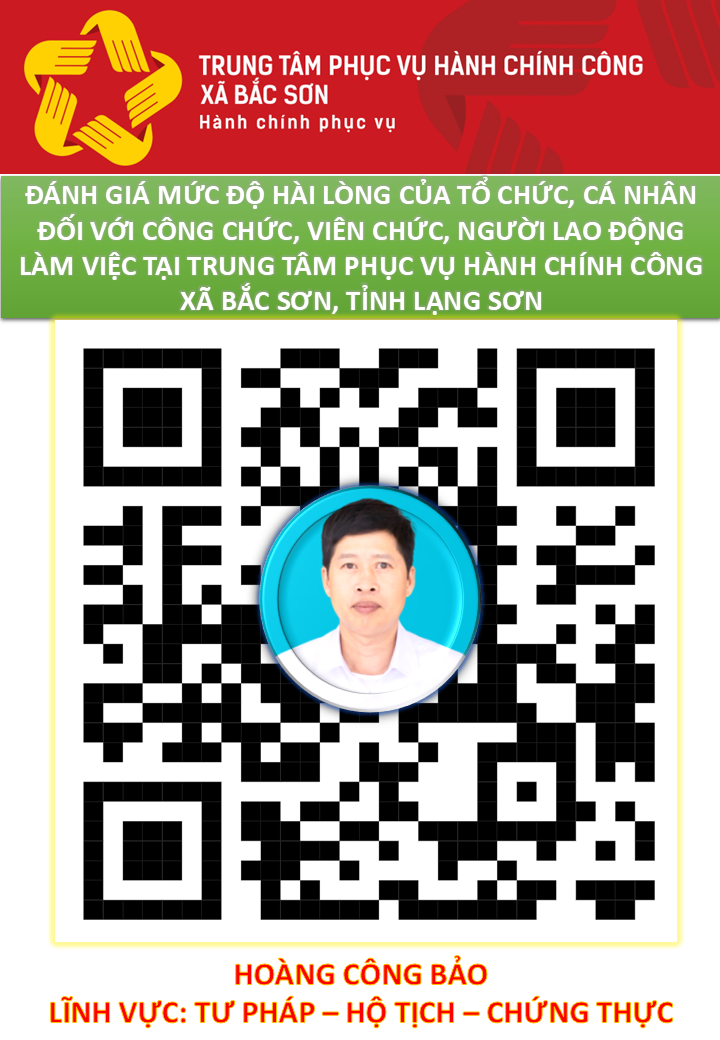 TRUNG TÂM PHỤC VỤ HÀNH CHÍNH CÔNG
XÃ BẮC SƠN
Hành chính phục vụ
ĐÁNH GIÁ MỨC ĐỘ HÀI LÒNG CỦA TỔ CHỨC, CÁ NHÂN
ĐỐI VỚI CÔNG CHỨC, VIÊN CHỨC, NGƯỜI LAO ĐỘNG
LÀM VIỆC TẠI TRUNG TÂM PHỤC VỤ HÀNH CHÍNH CÔNG
XÃ BẮC SƠN, TỈNH LẠNG SƠN
HOÀNG CÔNG BẢO
LĨNH VỰC: TƯ PHÁP – HỘ TỊCH – CHỨNG THỰC